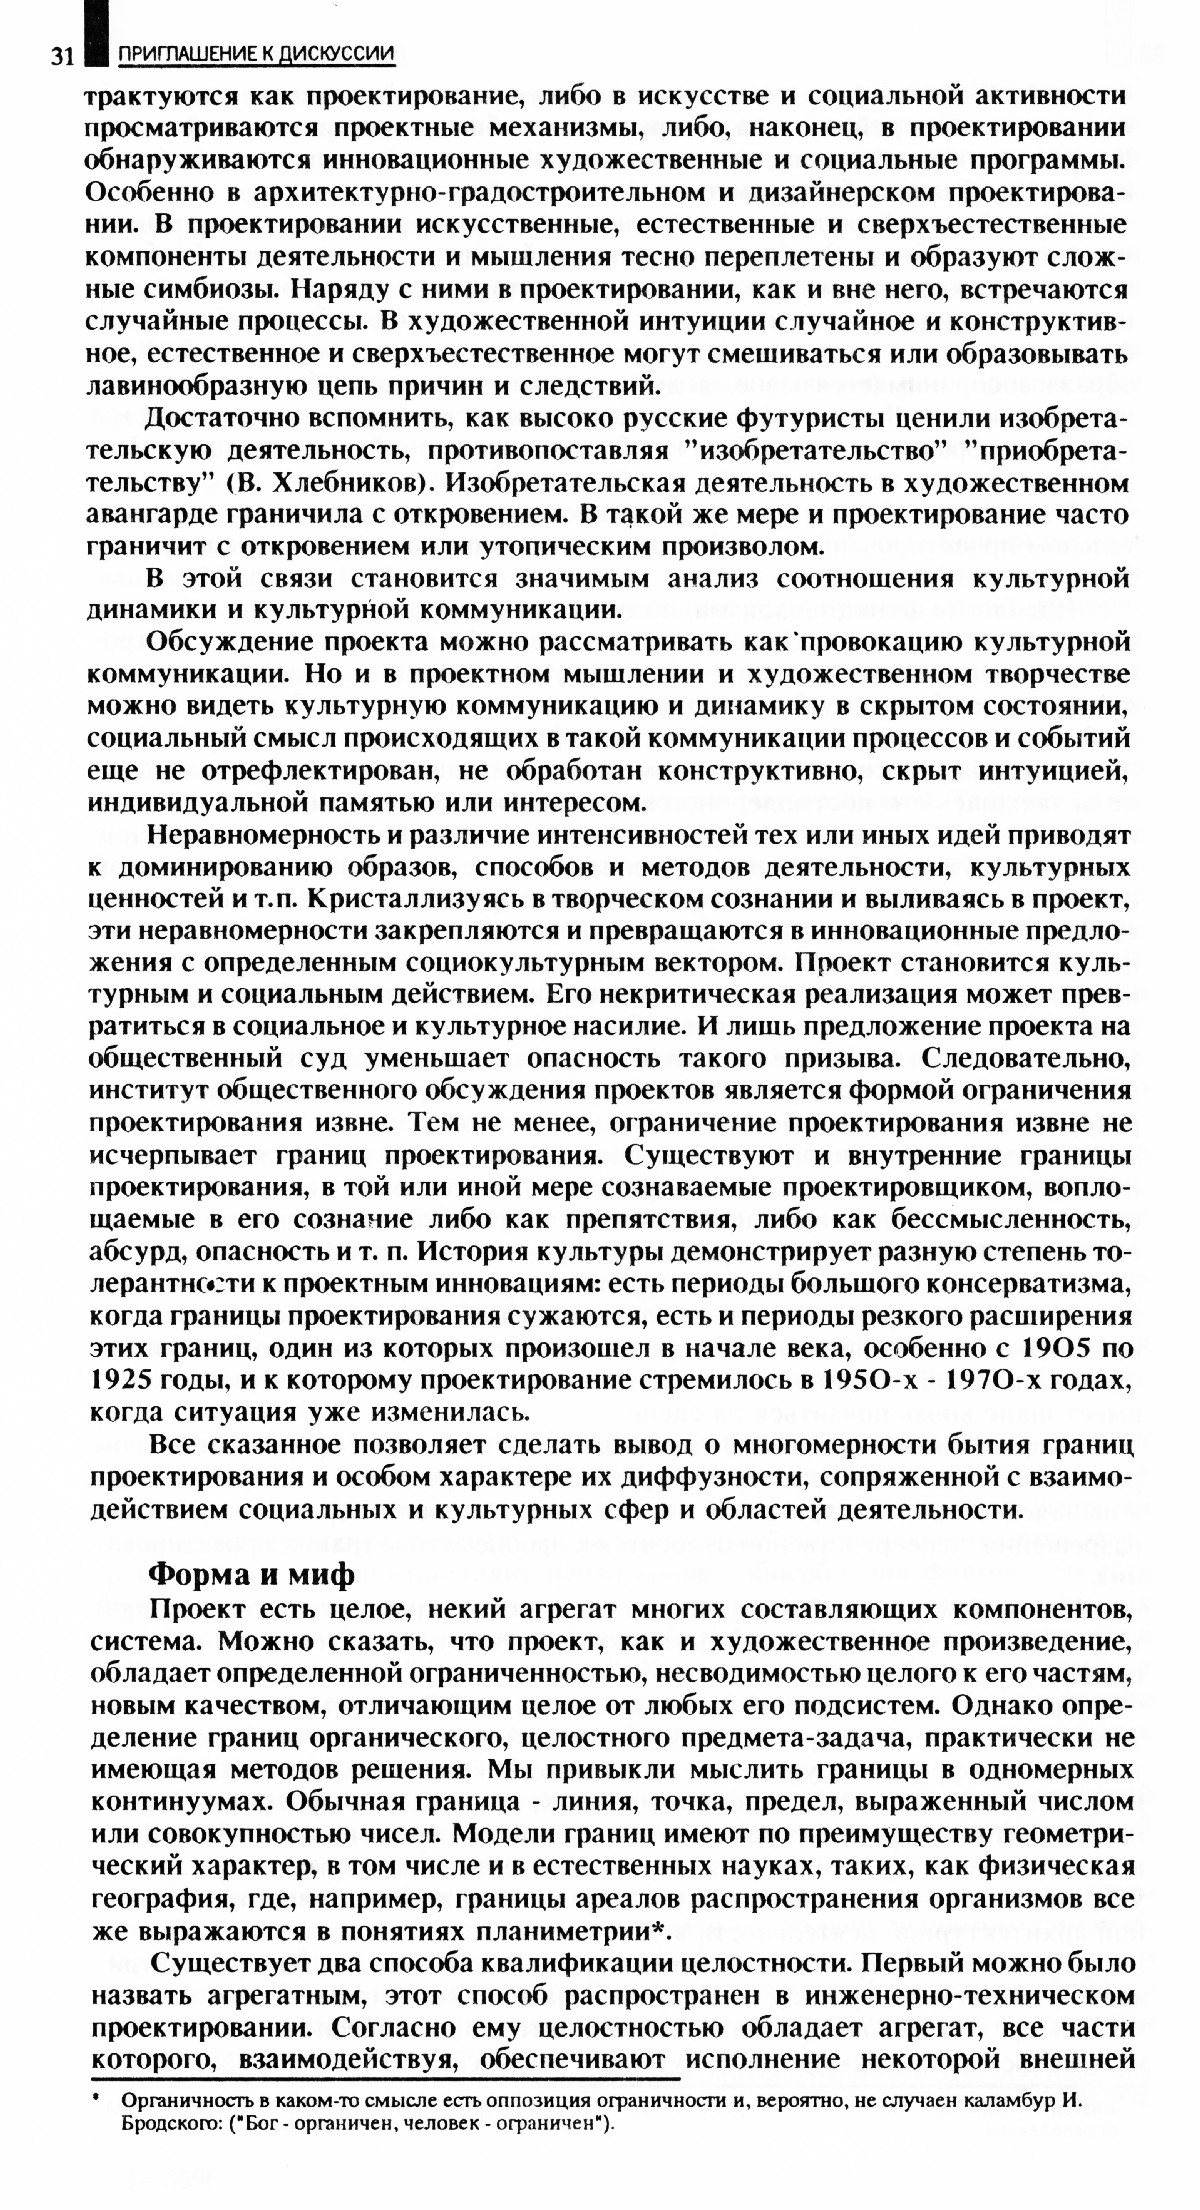 31 ПРИГЛАШЕНИЕ К ДИСКУССИИ
трактуются как проектирование, либо в искусстве и социальной активности
просматриваются проектные механизмы, либо, наконец, в проектировании
обнаруживаются инновационные художественные и социальные программы.
Особенно в архитектурно-градостроительном и дизайнерском проектирова-
нии. В проектировании искусственные, естественные и сверхъестественные
компоненты деятельности и мышления тесно переплетены и образуют слож-
ные симбиозы. Наряду с ними в проектировании, как и вне него, встречаются
случайные процессы. В художественной интуиции случайное и конструктив-
ное, естественное и сверхъестественное могут смешиваться или образовывать
лавинообразную цепь причин и следствий.
Достаточно вспомнить, как высоко русские футуристы ценили изобрета-
тельскую деятельность, противопоставляя ”изобретательство” ”приобрета-
тельству” (В. Хлебников). Изобретательская деятельность в художественном
авангарде граничила с откровением. В такой же мере и проектирование часто
граничит с откровением или утопическим произволом.
В этой связи становится значимым анализ соотношения культурной
динамики и культурной коммуникации.
Обсуждение проекта можно рассматривать как провокацию культурной
коммуникации. Но и в проектном мышлении и художественном творчестве
можно видеть культурную коммуникацию и динамику в скрытом состоянии,
социальный смысл происходящих в такой коммуникации процессов и событий
еще не отрефлектирован, не обработан конструктивно, скрыт интуицией,
индивидуальной памятью или интересом.
Неравномерность и различие интенсивностей тех или иных идей приводят
к доминированию образов, способов и методов деятельности, культурных
ценностей и т.п. Кристаллизуясь в творческом сознании и выливаясь в проект,
эти неравномерности закрепляются и превращаются в инновационные предло-
жения с определенным социокультурным вектором. Проект становится куль-
турным и социальным действием. Его некритическая реализация может прев-
ратиться в социальное и культурное насилие. И лишь предложение проекта на
общественный суд уменьшает опасность такого призыва. Следовательно,
институт общественного обсуждения проектов является формой ограничения
проектирования извне. Тем не менее, ограничение проектирования извне не
исчерпывает границ проектирования. Существуют и внутренние границы
проектирования, в той или иной мере сознаваемые проектировщиком, вопло-
щаемые в его сознание либо как препятствия, либо как бессмысленность,
абсурд, опасность и т. п. История культуры демонстрирует разную степень то-
лерантности к проектным инновациям: есть периоды большого консерватизма,
когда границы проектирования сужаются, есть и периоды резкого расширения
этих границ, один из которых произошел в начале века, особенно с 19О5 по
1925 годы, и к которому проектирование стремилось в 195О-х - 197О-х годах,
когда ситуация уже изменилась.
Все сказанное позволяет сделать вывод о многомерности бытия границ
проектирования и особом характере их диффузности, сопряженной с взаимо-
действием социальных и культурных сфер и областей деятельности.
Форма и миф
Проект есть целое, некий агрегат многих составляющих компонентов,
система. Можно сказать, что проект, как и художественное произведение,
обладает определенной ограниченностью, несводимостью целого к его частям,
новым качеством, отличающим целое от любых его подсистем. Однако опре-
деление границ органического, целостного предмета-задача, практически не
имеющая методов решения. Мы привыкли мыслить границы в одномерных
континуумах. Обычная граница - линия, точка, предел, выраженный числом
или совокупностью чисел. Модели границ имеют по преимуществу геометри-
ческий характер, в том числе и в естественных науках, таких, как физическая
география, где, например, границы ареалов распространения организмов все
же выражаются в понятиях планиметрии*.
Существует два способа квалификации целостности. Первый можно было
назвать агрегатным, этот способ распространен в инженерно-техническом
проектировании. Согласно ему целостностью обладает агрегат, все части
которого, взаимодействуя, обеспечивают исполнение некоторой внешней
* Органичность в каком-то смысле есть оппозиция ограничности и, вероятно, не случаен каламбур И.
Бродского: ("Бог - органичен, человек - ограничен").